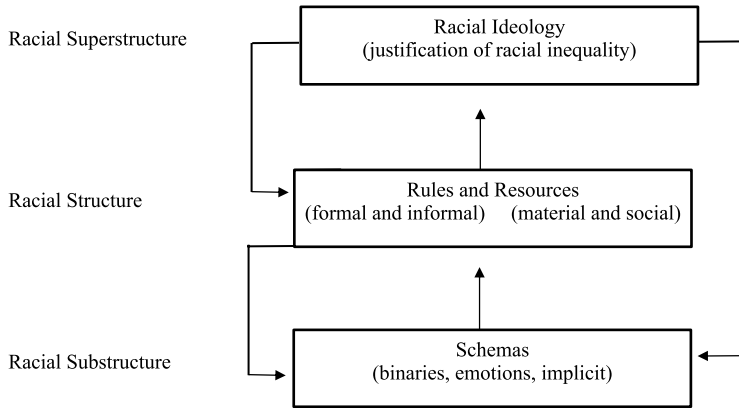 Racial Superstructure
Racial Ideology
(justification of racial inequality)
Racial Structure
Rules and Resources
(formal and informal) (material and social)
Racial Substructure
Schemas
(binaries, emotions, implicit)